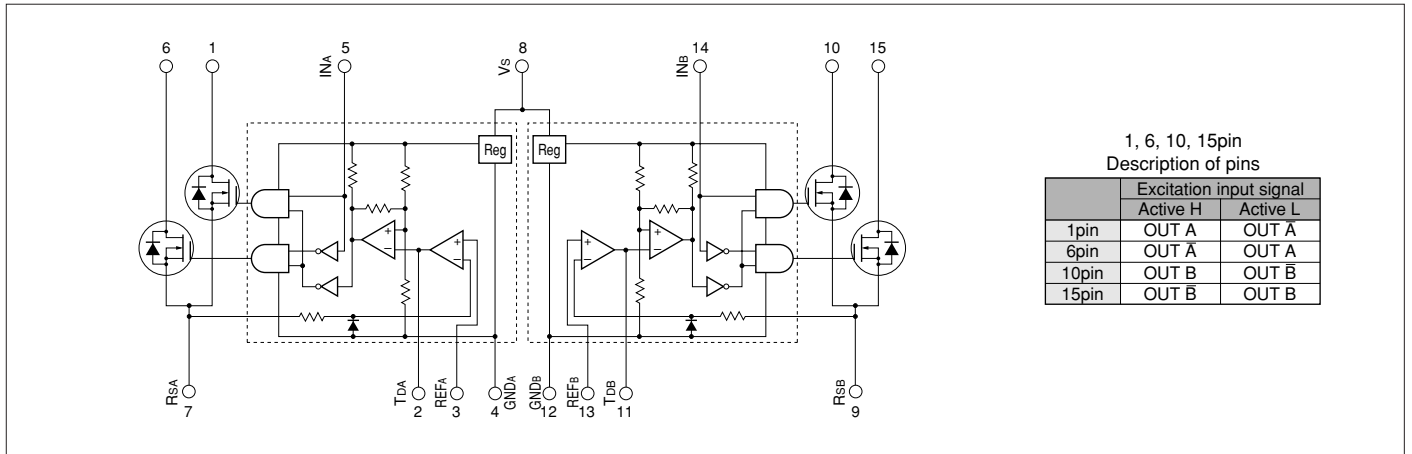 6 1 5 8 14 10 15
INA VS INB
Reg Reg
+ + + +
− − − −
RSA TDA REFA GNDA GNDB REFB TDB RSB
7 2 3 4 12 13 11 9
1, 6, 10, 15pin
Description of pins
Excitation input signal
Active H Active L
1pin OUT A OUT A̅
6pin OUT A̅ OUT A
10pin OUT B OUT B̅
15pin OUT B̅ OUT B